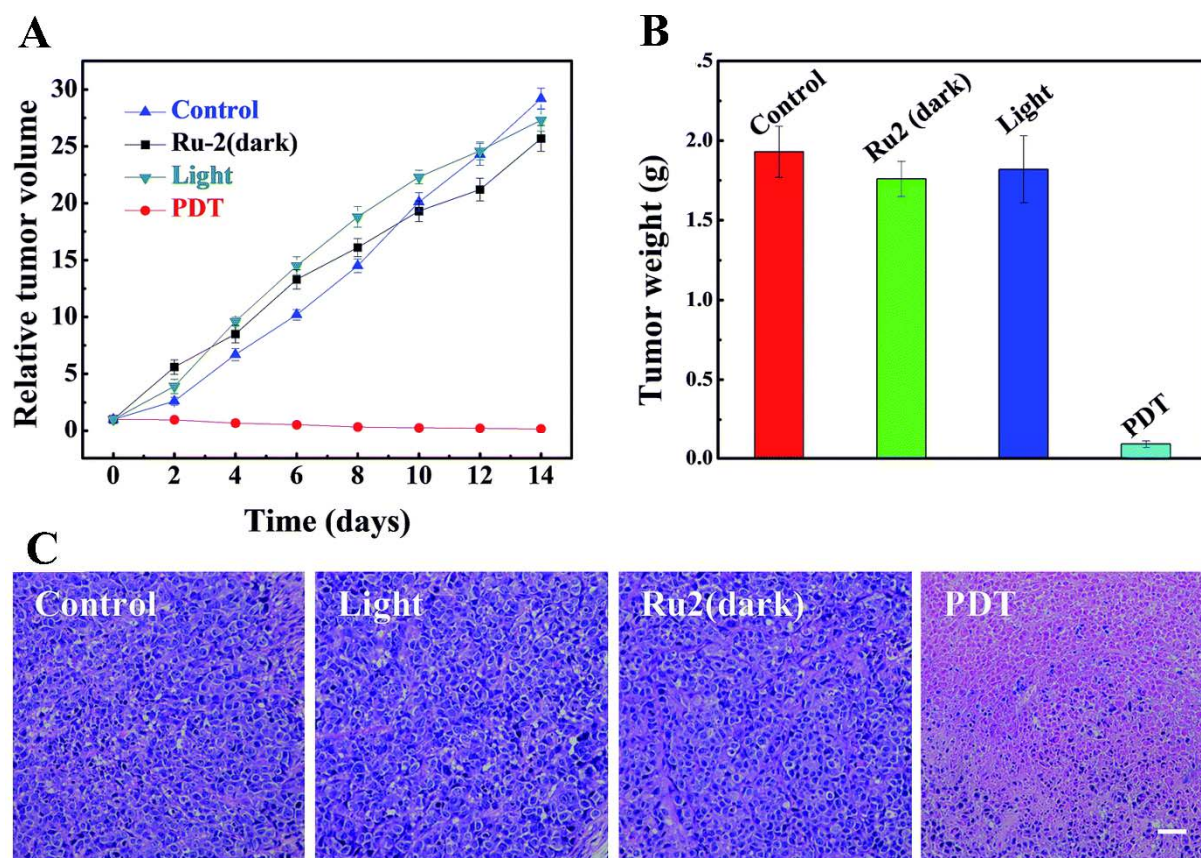 A
Relative tumor volume
30
25
20
15
10
5
0
Control
Ru-2(dark)
Light
PDT
0 2 4 6 8 10 12 14
Time (days)
B
Tumor weight (g)
.5
2.0
1.5
1.0
0.5
0.0
Control
Ru2 (dark)
Light
PDT
C
Control
Light
Ru2(dark)
PDT